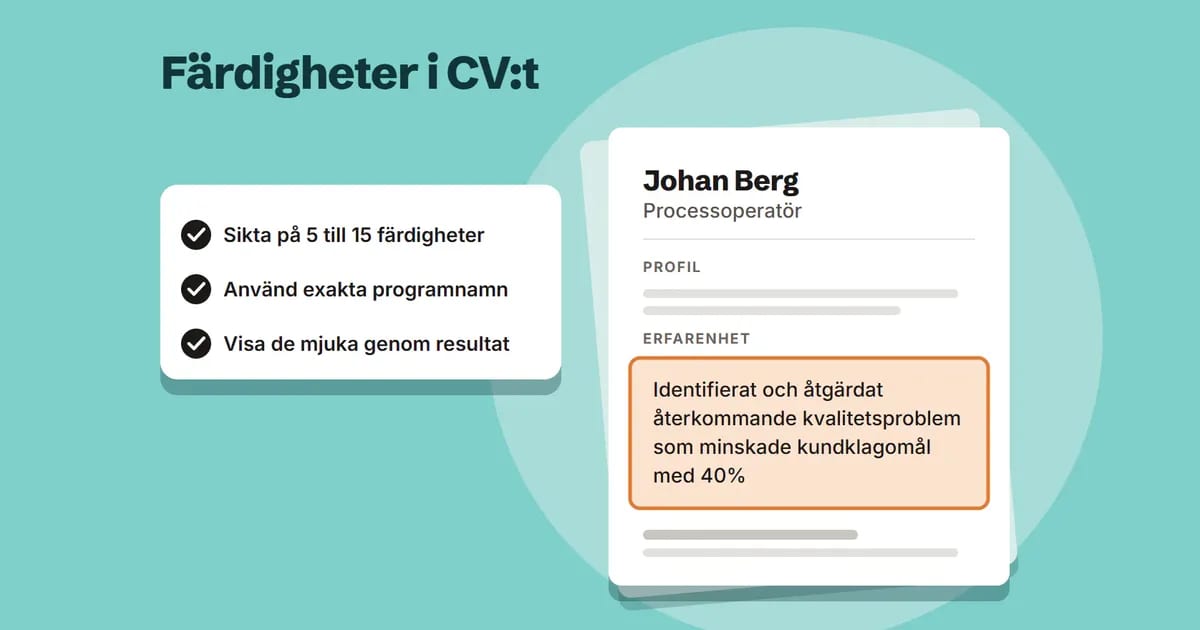 Färdigheter i CV:t
Sikta på 5 till 15 färdigheter
Använd exakta programnamn
Visa de mjuka genom resultat
Johan Berg
Processoperatör
PROFIL
ERFARENHET
Identifierat och åtgärdat
återkommande kvalitetsproblem
som minskade kundklagomål
med 40%